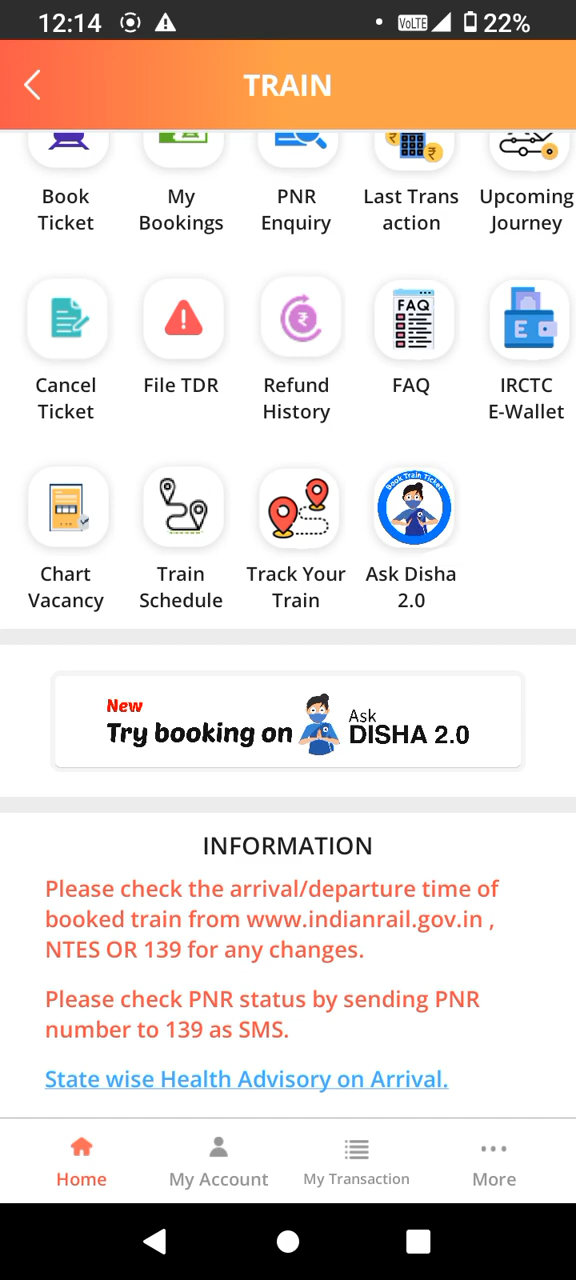 12:14
VoLTE
22%
TRAIN
Book Ticket
My Bookings
PNR Enquiry
Last Trans action
Upcoming Journey
FAQ
E
Cancel Ticket
File TDR
Refund History
FAQ
IRCTC E-Wallet
Book Train Ticket
Chart Vacancy
Train Schedule
Track Your Train
Ask Disha 2.0
New
Try booking on
Ask
DISHA 2.0
INFORMATION
Please check the arrival/departure time of
booked train from www.indianrail.gov.in ,
NTES OR 139 for any changes.
Please check PNR status by sending PNR
number to 139 as SMS.
State wise Health Advisory on Arrival.
Home
My Account
My Transaction
More